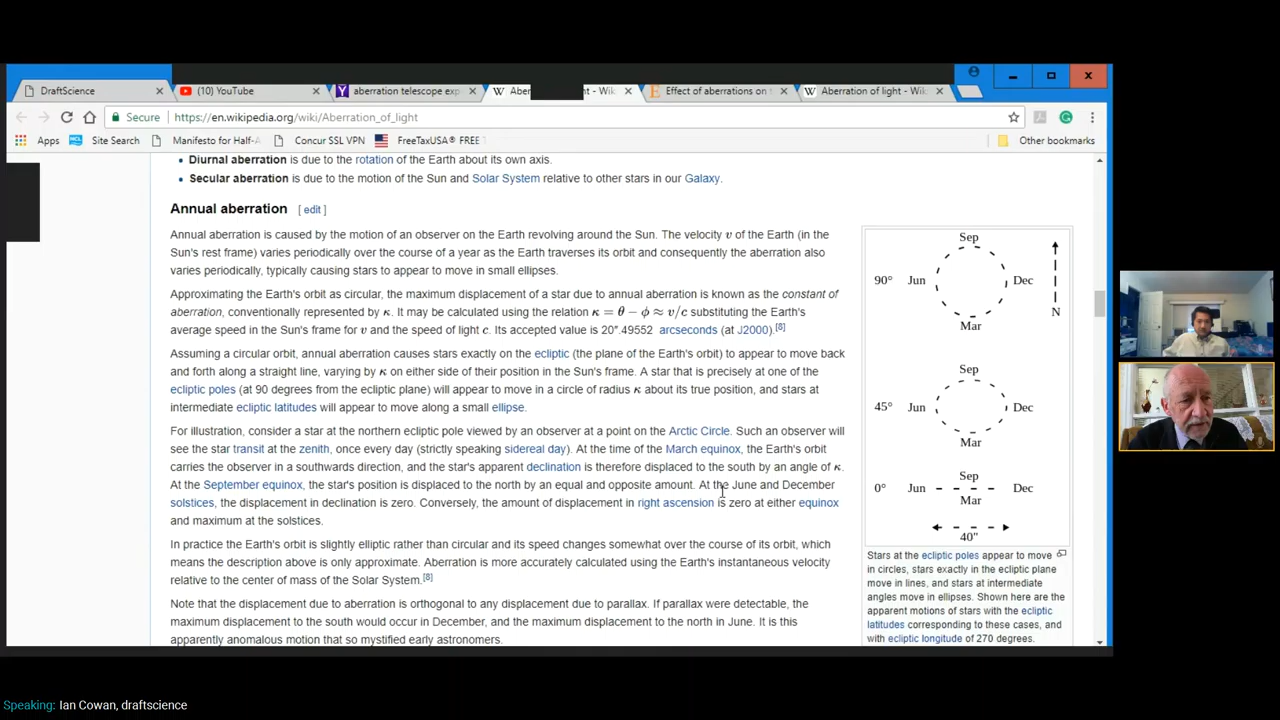 DraftScience
(10) YouTube
aberration telescope exp
Aber t - Wiki
Effect of aberrations on t
Aberration of light - Wiki
Secure https://en.wikipedia.org/wiki/Aberration_of_light
Apps Site Search Manifesto for Half-A Concur SSL VPN FreeTaxUSA® FREE Other bookmarks
• Diurnal aberration is due to the rotation of the Earth about its own axis.
• Secular aberration is due to the motion of the Sun and Solar System relative to other stars in our Galaxy.
Annual aberration [ edit ]
Annual aberration is caused by the motion of an observer on the Earth revolving around the Sun. The velocity v of the Earth (in the
Sun's rest frame) varies periodically over the course of a year as the Earth traverses its orbit and consequently the aberration also
varies periodically, typically causing stars to appear to move in small ellipses.
Approximating the Earth's orbit as circular, the maximum displacement of a star due to annual aberration is known as the constant of
aberration, conventionally represented by κ. It may be calculated using the relation κ = θ − ϕ ≈ v/c substituting the Earth's
average speed in the Sun's frame for v and the speed of light c. Its accepted value is 20".49552 arcseconds (at J2000).[8]
Assuming a circular orbit, annual aberration causes stars exactly on the ecliptic (the plane of the Earth's orbit) to appear to move back
and forth along a straight line, varying by κ on either side of their position in the Sun's frame. A star that is precisely at one of the
ecliptic poles (at 90 degrees from the ecliptic plane) will appear to move in a circle of radius κ about its true position, and stars at
intermediate ecliptic latitudes will appear to move along a small ellipse.
For illustration, consider a star at the northern ecliptic pole viewed by an observer at a point on the Arctic Circle. Such an observer will
see the star transit at the zenith, once every day (strictly speaking sidereal day). At the time of the March equinox, the Earth's orbit
carries the observer in a southwards direction, and the star's apparent declination is therefore displaced to the south by an angle of κ.
At the September equinox, the star's position is displaced to the north by an equal and opposite amount. At the June and December
solstices, the displacement in declination is zero. Conversely, the amount of displacement in right ascension is zero at either equinox
and maximum at the solstices.
In practice the Earth's orbit is slightly elliptic rather than circular and its speed changes somewhat over the course of its orbit, which
means the description above is only approximate. Aberration is more accurately calculated using the Earth's instantaneous velocity
relative to the center of mass of the Solar System.[8]
Note that the displacement due to aberration is orthogonal to any displacement due to parallax. If parallax were detectable, the
maximum displacement to the south would occur in December, and the maximum displacement to the north in June. It is this
apparently anomalous motion that so mystified early astronomers.
Sep
90° Jun Dec
Mar
N
Sep
45° Jun Dec
Mar
Sep
0° Jun Dec
Mar
40"
Stars at the ecliptic poles appear to move
in circles, stars exactly in the ecliptic plane
move in lines, and stars at intermediate
angles move in ellipses. Shown here are the
apparent motions of stars with the ecliptic
latitudes corresponding to these cases, and
with ecliptic longitude of 270 degrees.
Speaking: Ian Cowan, draftscience